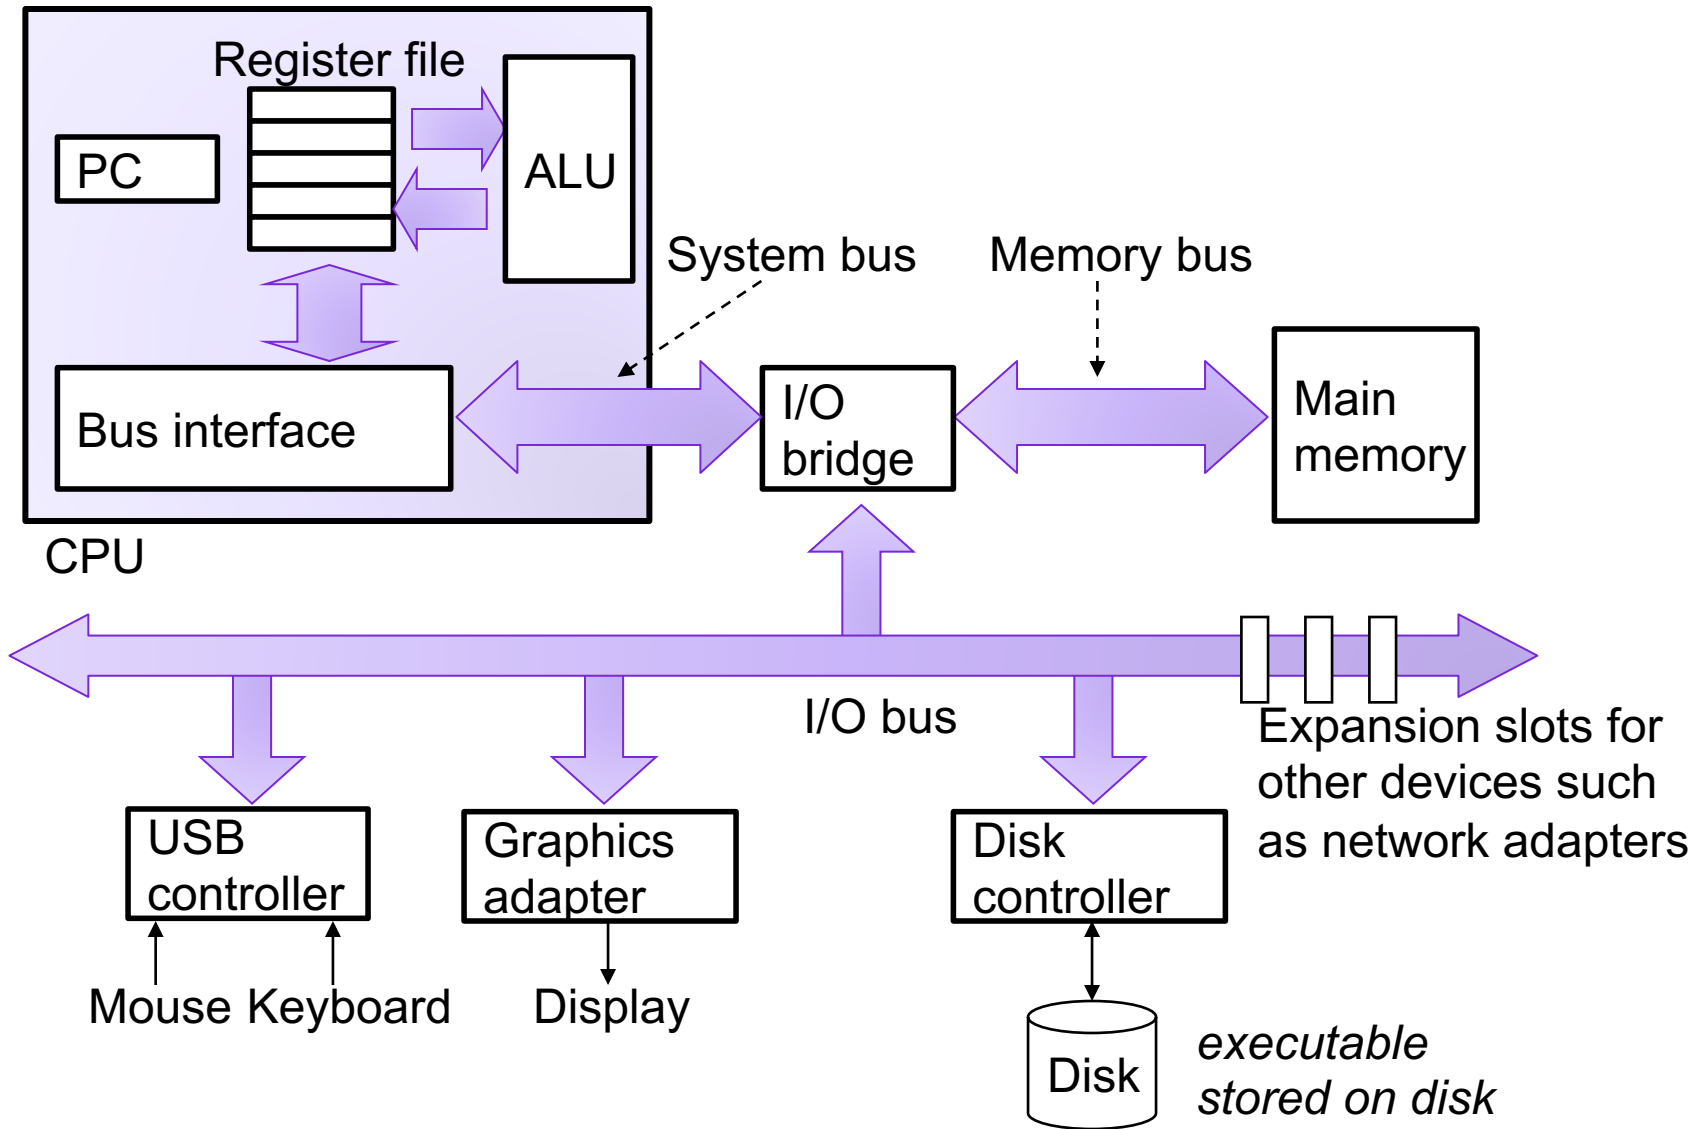 Register file
PC
ALU
System bus
Memory bus
Bus interface
I/O
bridge
Main
memory
CPU
I/O bus
Expansion slots for
other devices such
as network adapters
USB
controller
Graphics
adapter
Disk
controller
Mouse Keyboard
Display
Disk
executable
stored on disk